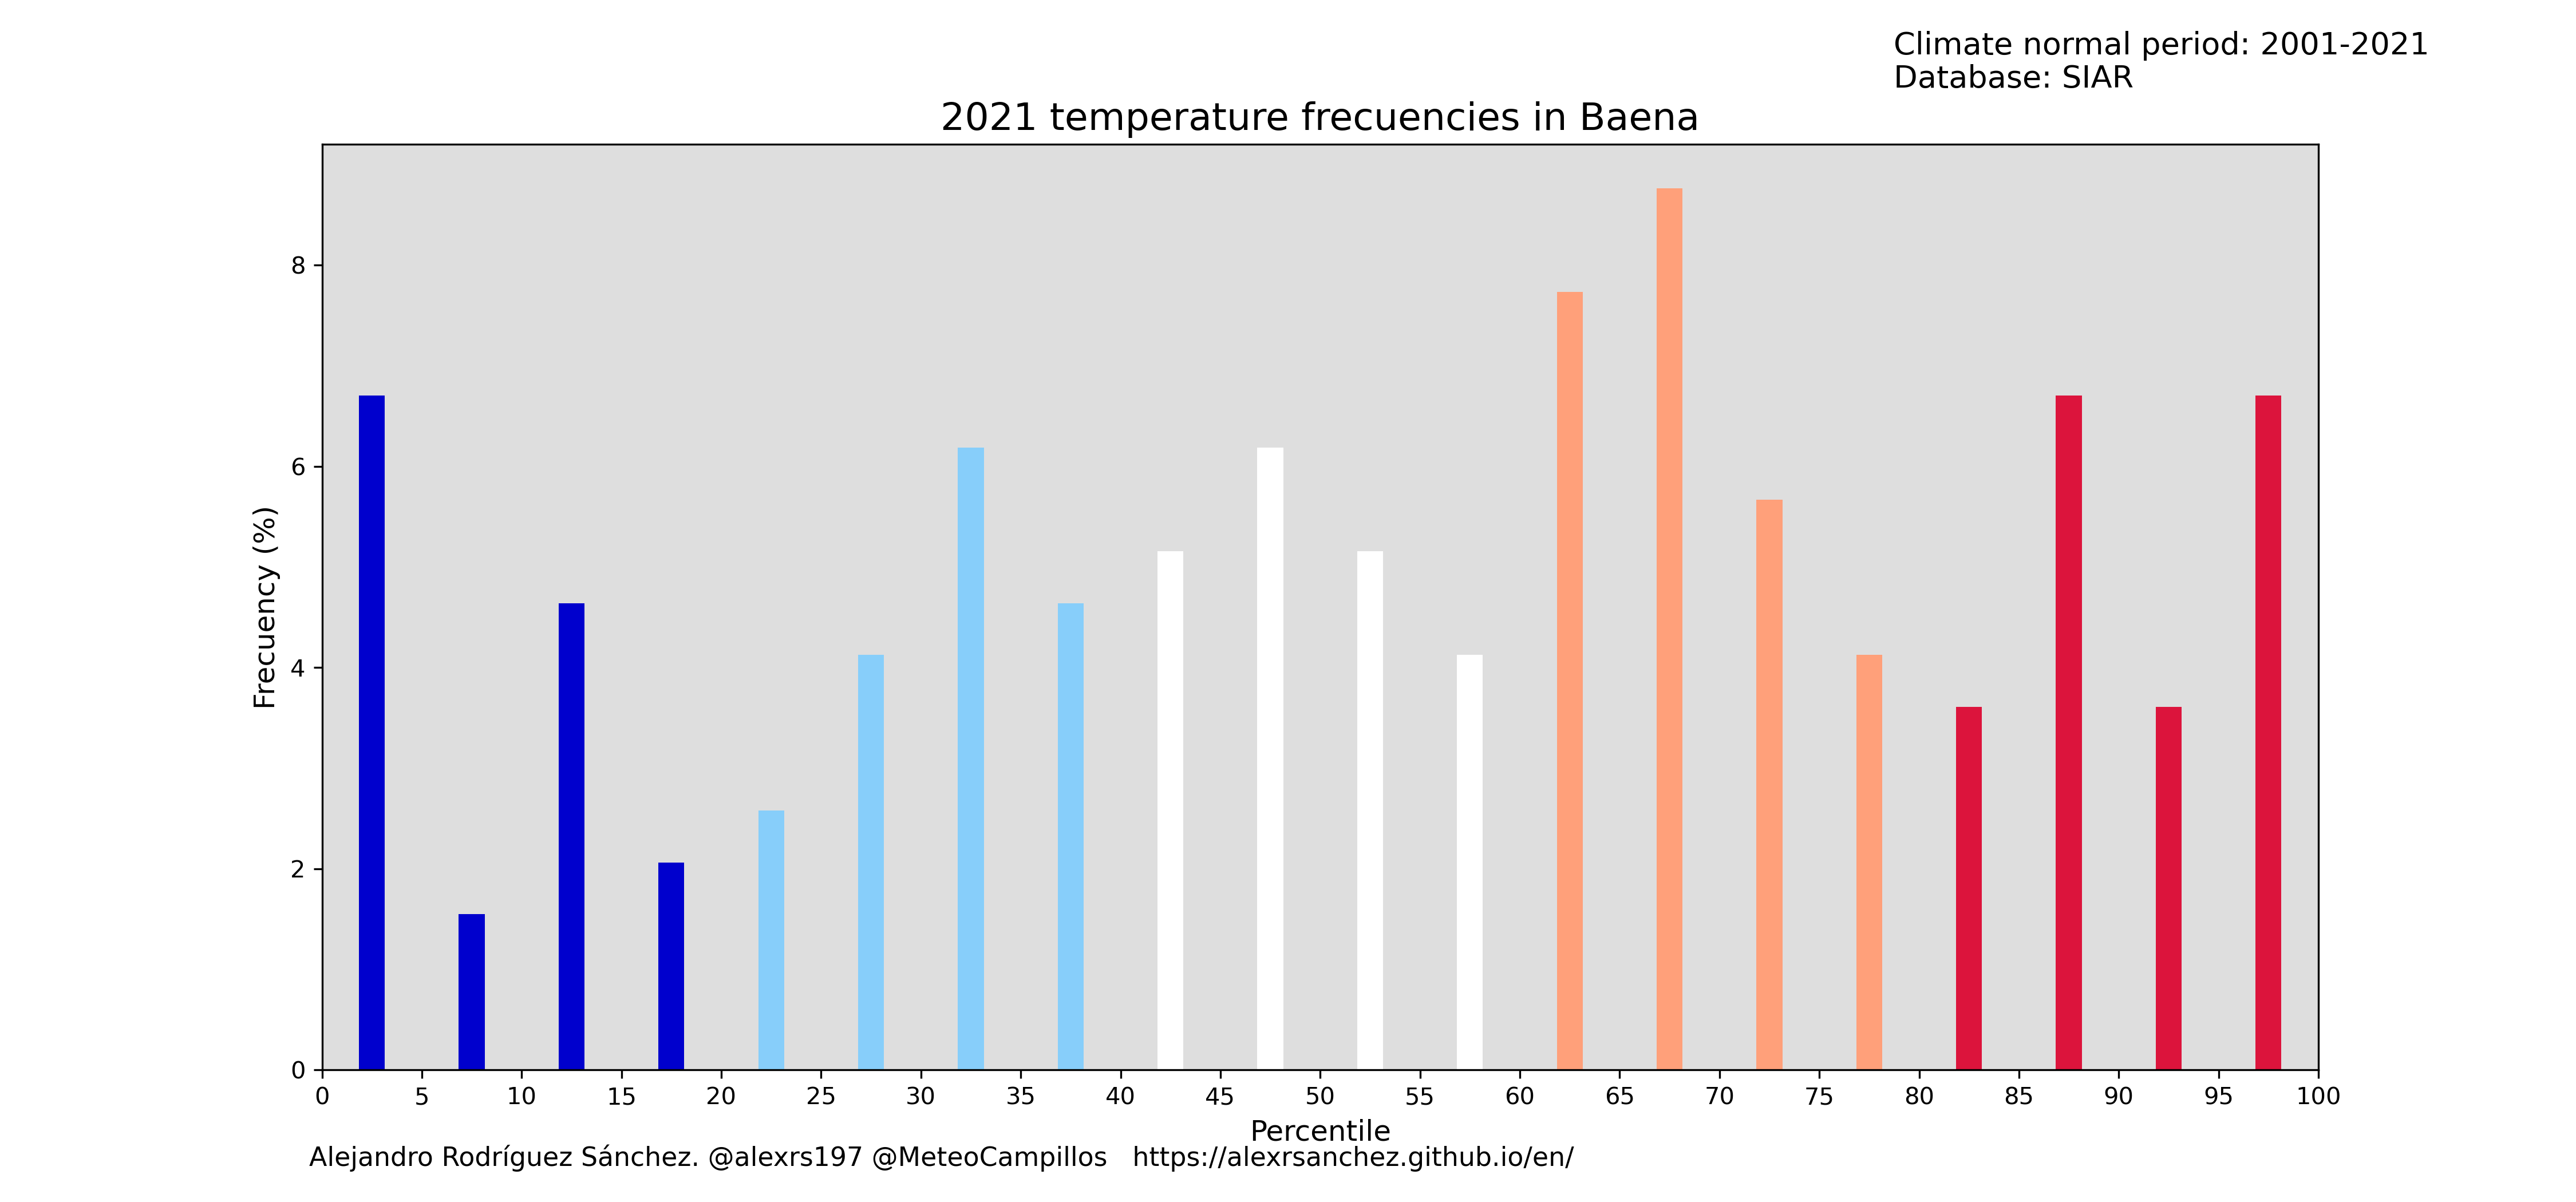 Climate normal period: 2001-2021
Database: SIAR
2021 temperature frecuencies in Baena
Frecuency (%)
8
6
4
2
0
0 5 10 15 20 25 30 35 40 45 50 55 60 65 70 75 80 85 90 95 100
Percentile
Alejandro Rodríguez Sánchez. @alexrs197 @MeteoCampillos https://alexrsanchez.github.io/en/